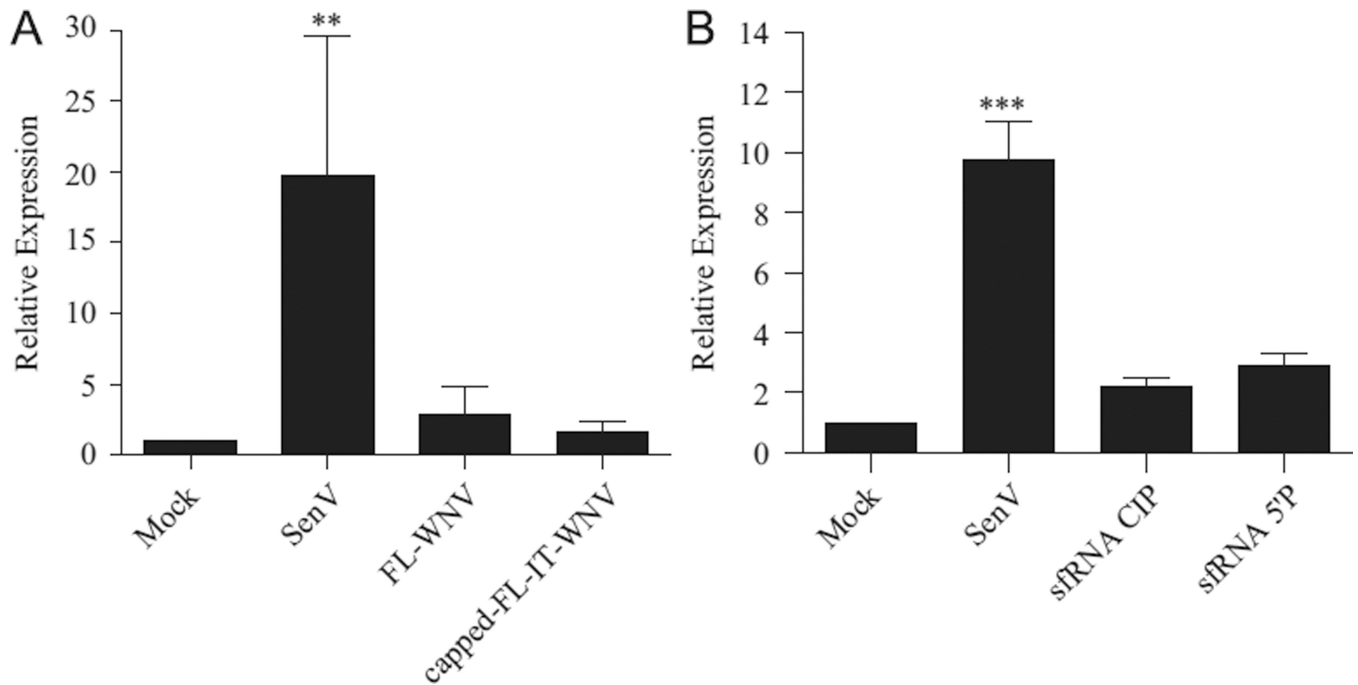 A
Relative Expression
30
25
20
15
10
5
0
**
Mock
SenV
FL-WNV
capped-FL-IT-WNV
B
Relative Expression
14
12
10
8
6
4
2
0
***
Mock
SenV
sfRNA CIP
sfRNA 5'P